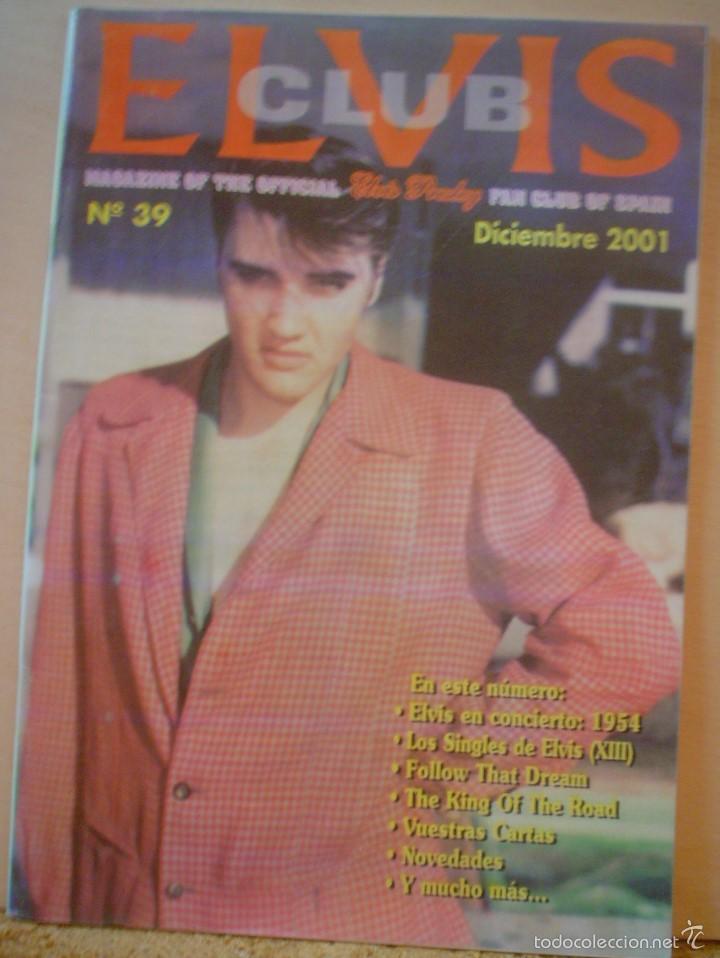 ELVIS
CLUB
MAGAZINE OF THE OFFICIAL Elvis Presley FAN CLUB OF SPAIN
Nº 39
Diciembre 2001
En este número:
• Elvis en concierto: 1954
• Los Singles de Elvis (XIII)
• Follow That Dream
• The King Of The Road
• Vuestras Cartas
• Novedades
• Y mucho más...
todocoleccion.net tc